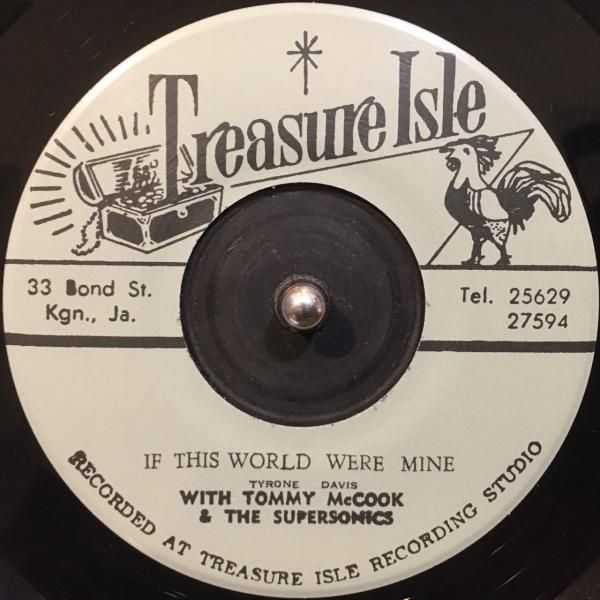 Treasure Isle
33 Bond St.
Kgn., Ja.
Tel. 25629
27594
IF THIS WORLD WERE MINE
TYRONE DAVIS
WITH TOMMY McCOOK
& THE SUPERSONICS
RECORDED AT TREASURE ISLE RECORDING STUDIO